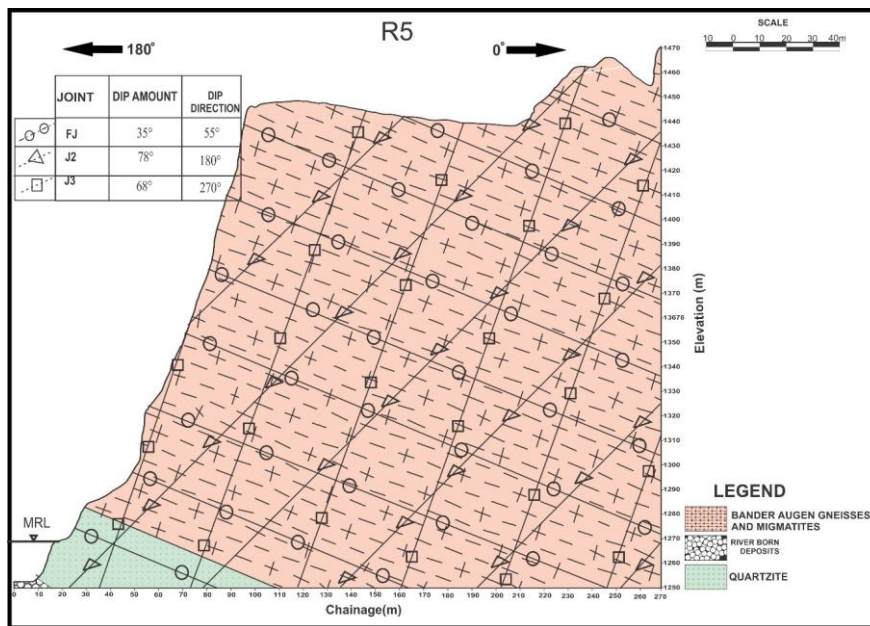 R5
180°
0°
SCALE
10 0 10 20 30 40m
JOINT DIP AMOUNT DIP DIRECTION
FJ 35° 55°
J2 78° 180°
J3 68° 270°
1470
1460
1450
1440
1430
1420
1410
1400
1390
1380
1370
13676
1340
1330
1320
1310
1300
1290
1280
1270
1260
1250
Elevation (m)
MRL
0 10 20 30 40 50 60 70 80 90 100 110 120 130 140 150 160 170 180 190 200 210 220 230 240 250 260 270
Chainage(m)
LEGEND
BANDER AUGEN GNEISSES
AND MIGMATITES
RIVER BORN
DEPOSITS
QUARTZITE